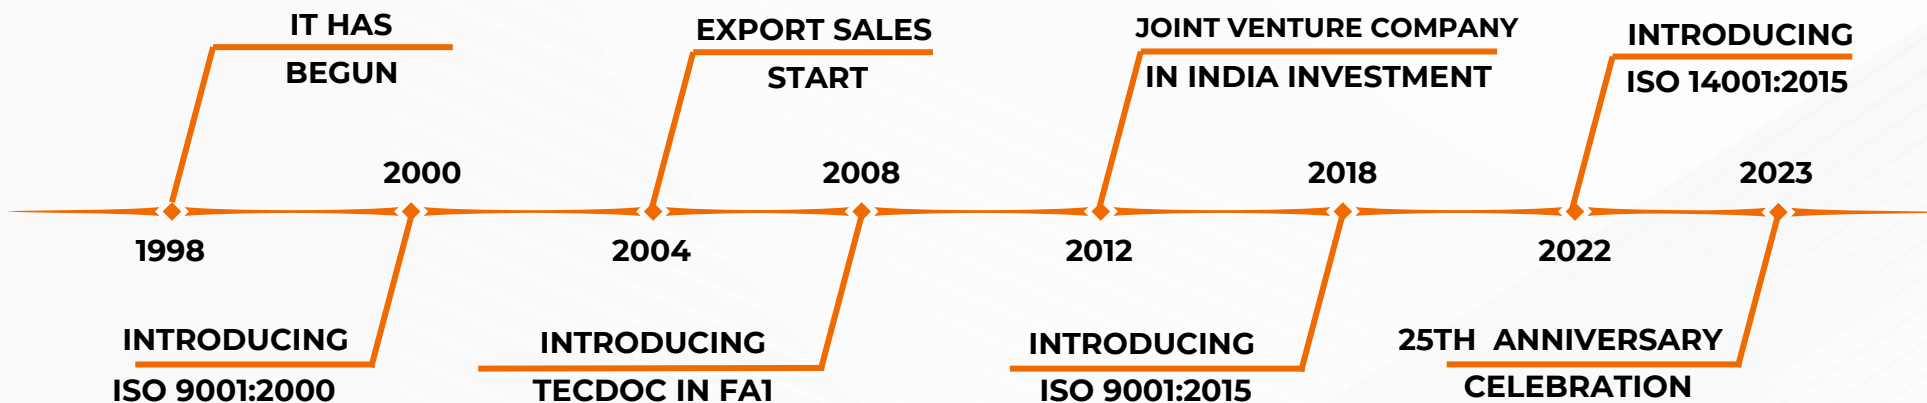 IT HAS
BEGUN
1998
2000
INTRODUCING
ISO 9001:2000
EXPORT SALES
START
2004
2008
INTRODUCING
TECDOC IN FA1
JOINT VENTURE COMPANY
IN INDIA INVESTMENT
2012
2018
INTRODUCING
ISO 9001:2015
INTRODUCING
ISO 14001:2015
2022
2023
25TH ANNIVERSARY
CELEBRATION